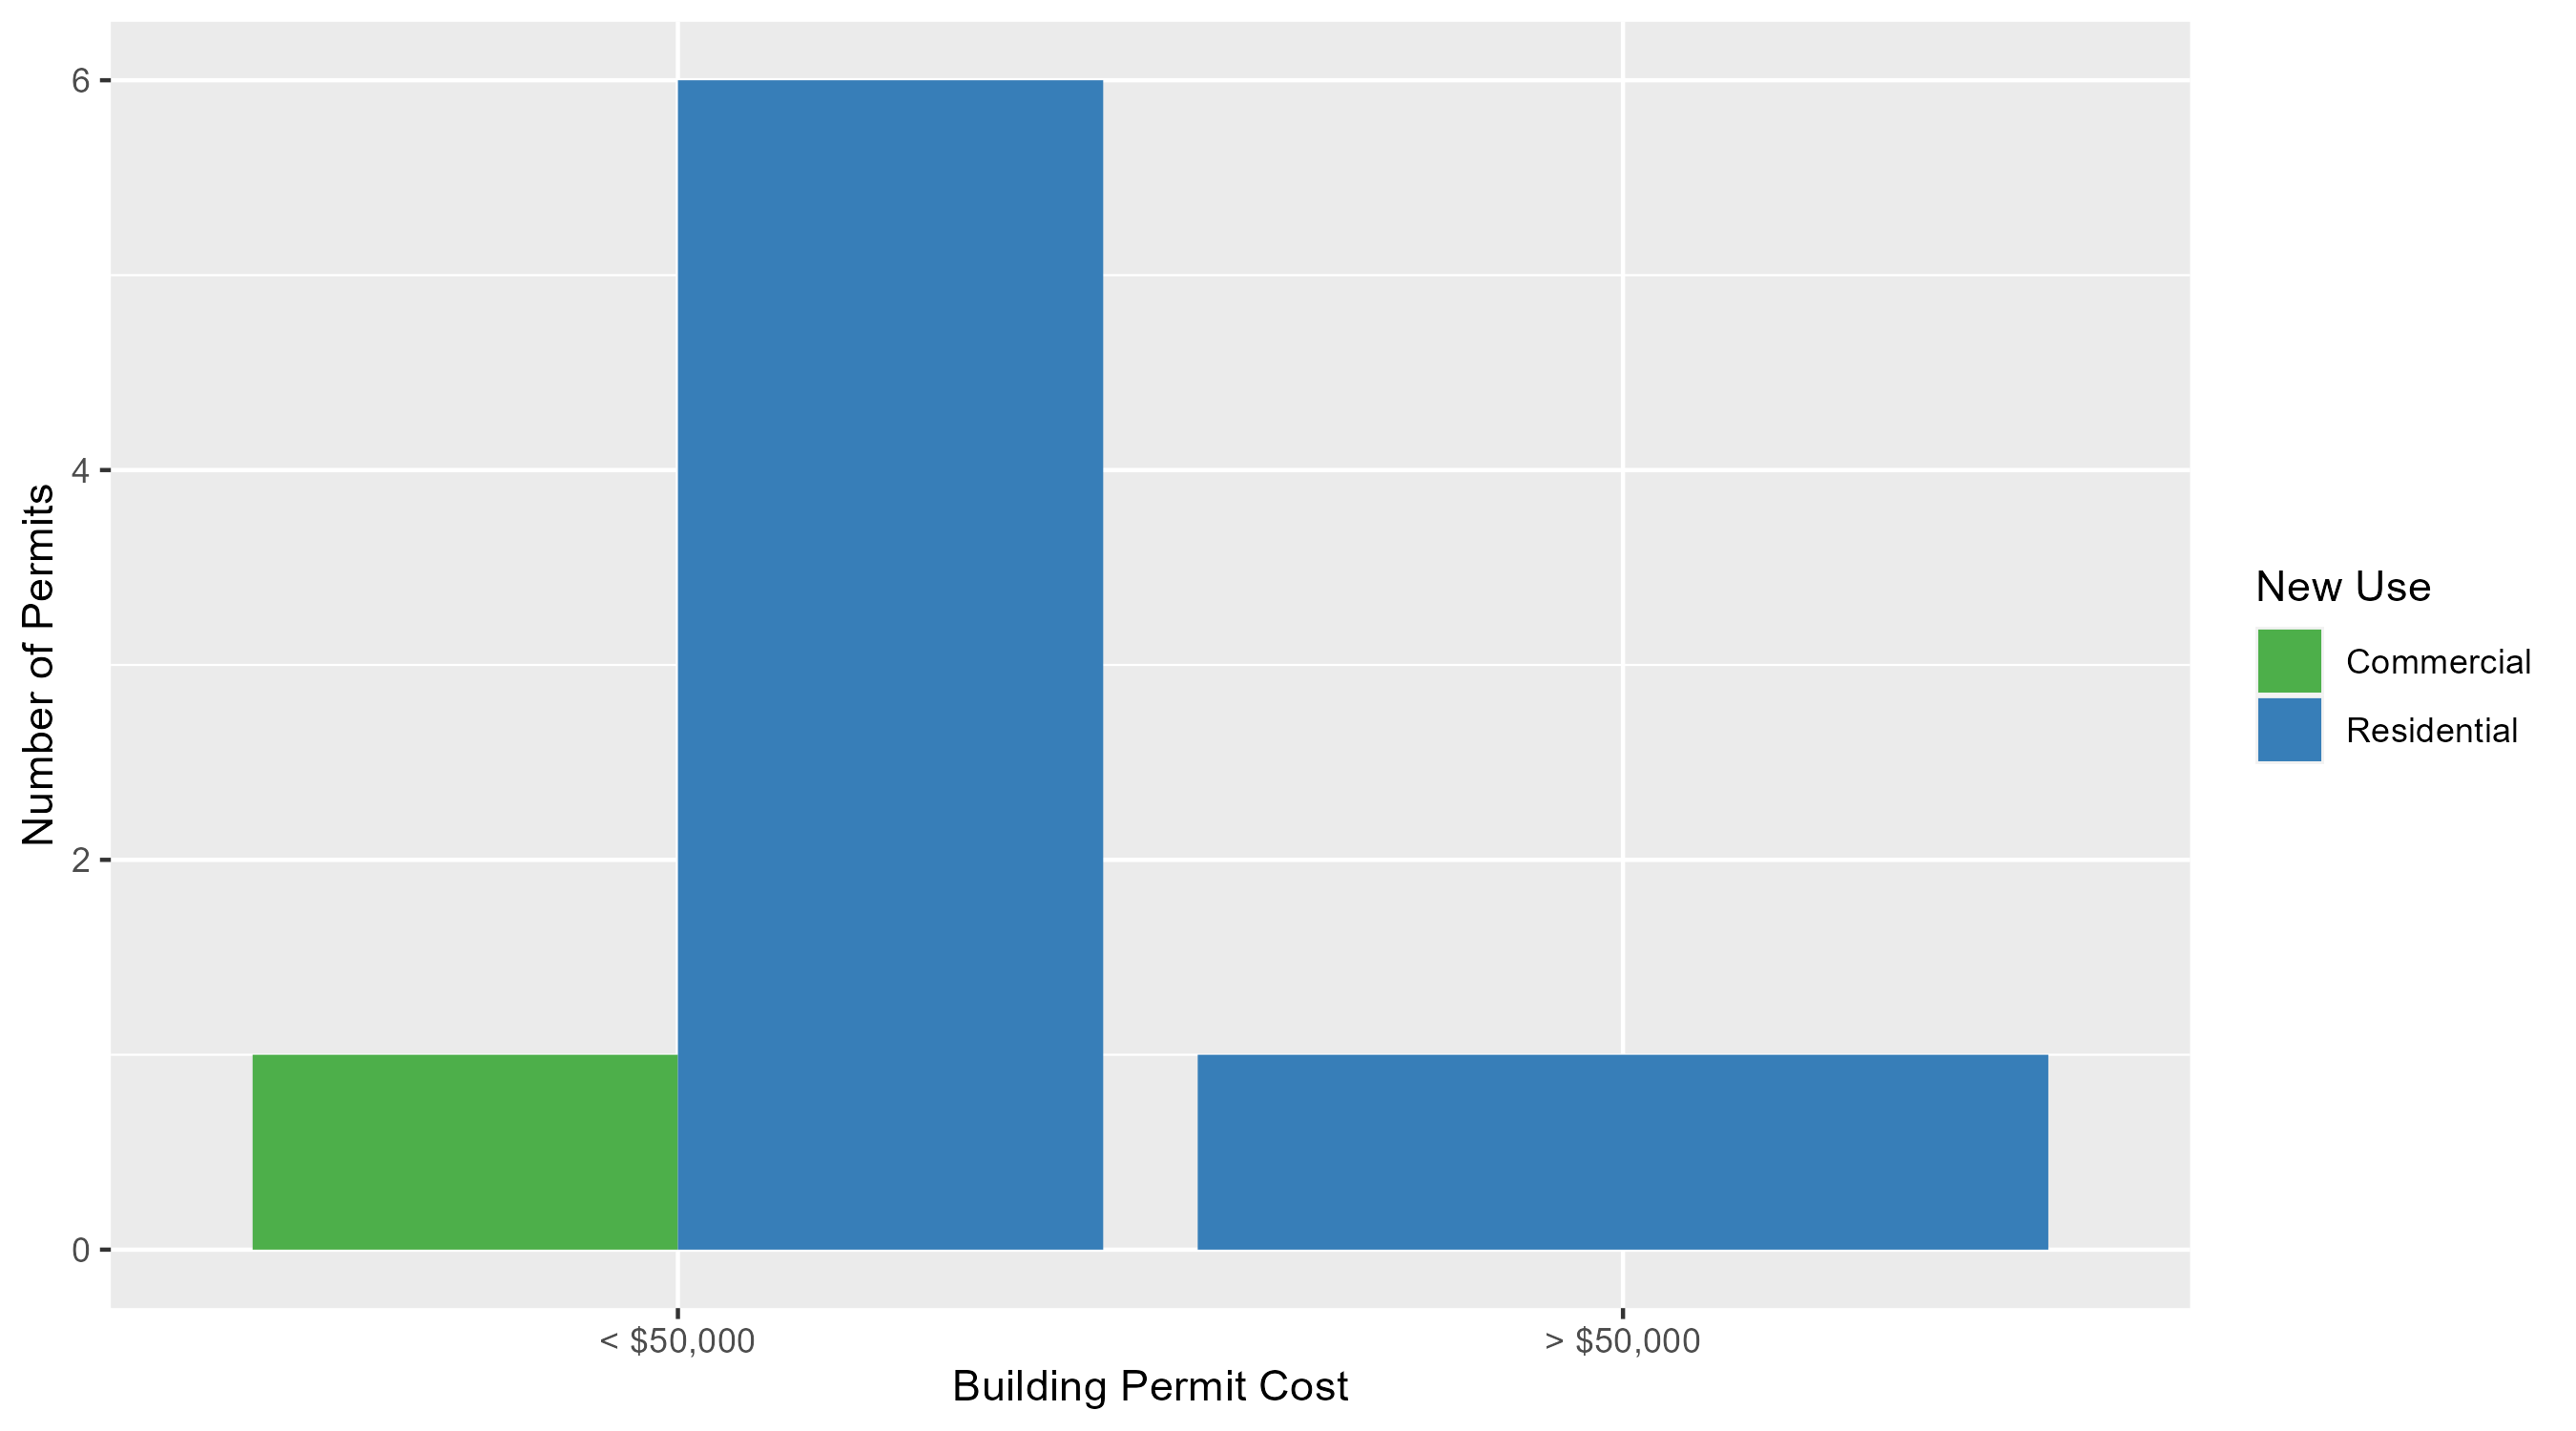 6
4
2
0
Number of Permits
< $50,000
> $50,000
Building Permit Cost
New Use
Commercial
Residential